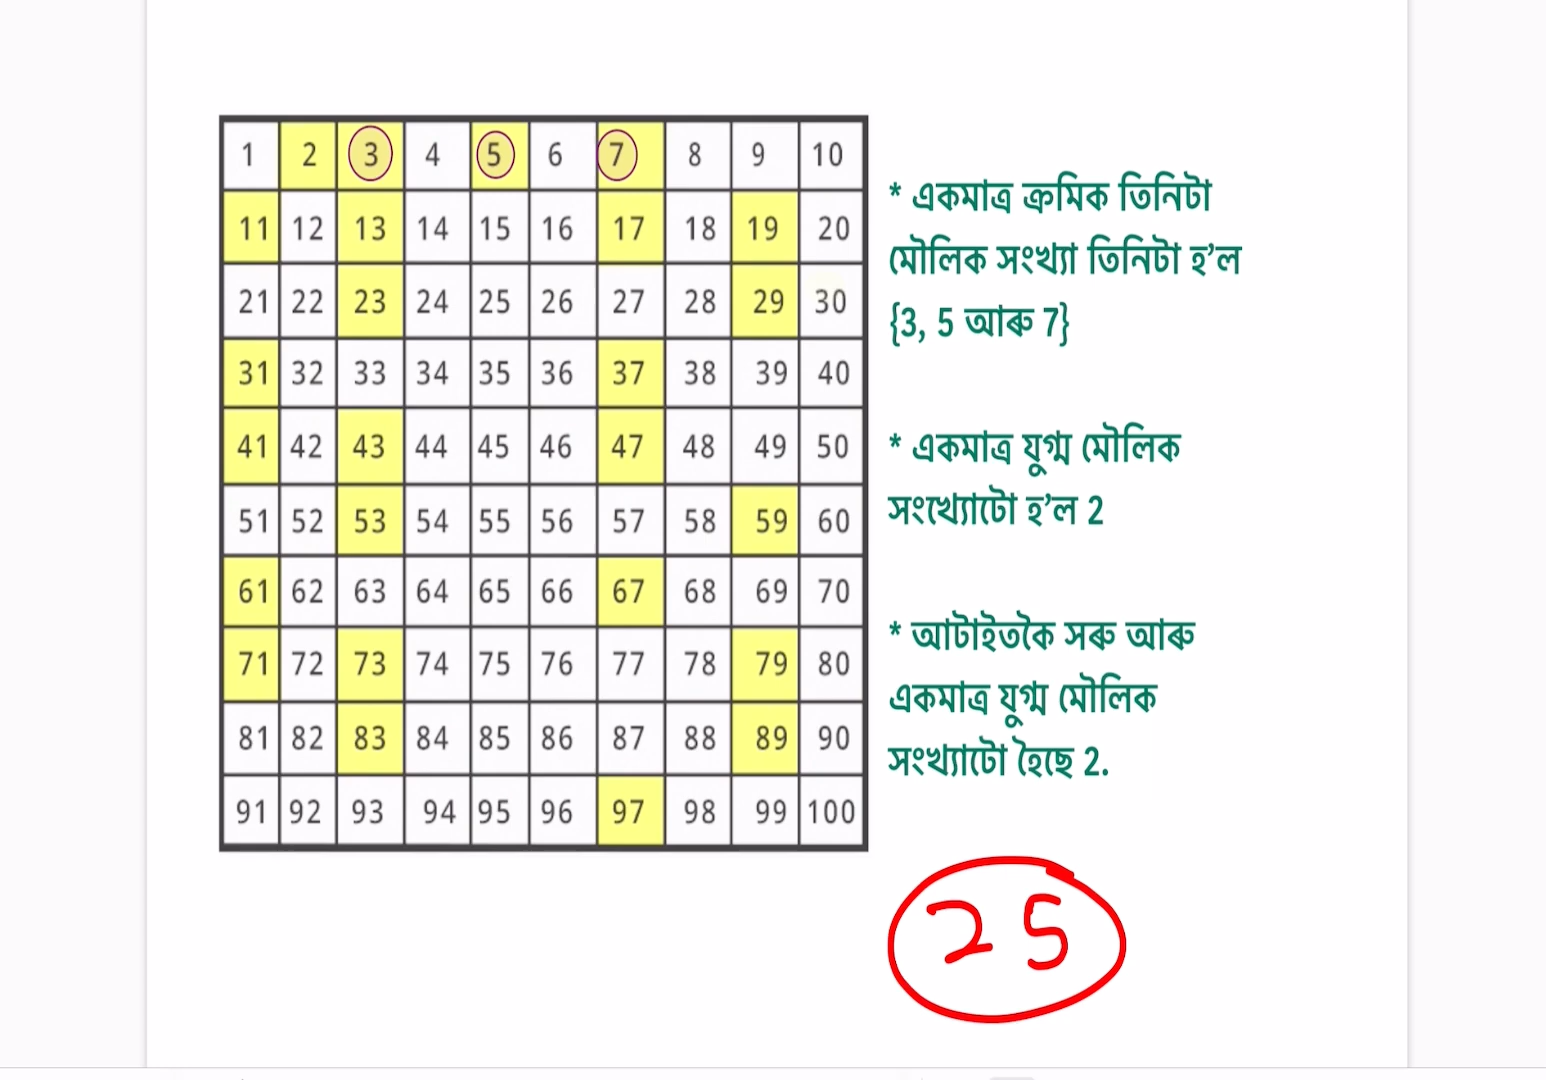 1 2 3 4 5 6 7 8 9 10
11 12 13 14 15 16 17 18 19 20
21 22 23 24 25 26 27 28 29 30
31 32 33 34 35 36 37 38 39 40
41 42 43 44 45 46 47 48 49 50
51 52 53 54 55 56 57 58 59 60
61 62 63 64 65 66 67 68 69 70
71 72 73 74 75 76 77 78 79 80
81 82 83 84 85 86 87 88 89 90
91 92 93 94 95 96 97 98 99 100
* একমাত্ৰ ক্ৰমিক তিনিটা
মৌলিক সংখ্যা তিনিটা হ’ল
{3, 5 আৰু 7}
* একমাত্ৰ যুগ্ম মৌলিক
সংখ্যোটো হ’ল 2
* আটাইতকৈ সৰু আৰু
একমাত্ৰ যুগ্ম মৌলিক
সংখ্যাটো হৈছে 2.
25